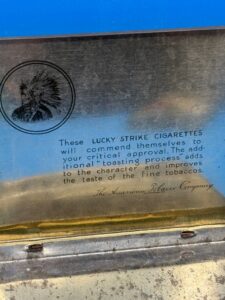 These LUCKY STRIKE CIGARETTES
will commend themselves to
your critical approval. The add-
itional "toasting process" adds
to the character and improves
the taste of the fine tobaccos.
The American Tobacco Company